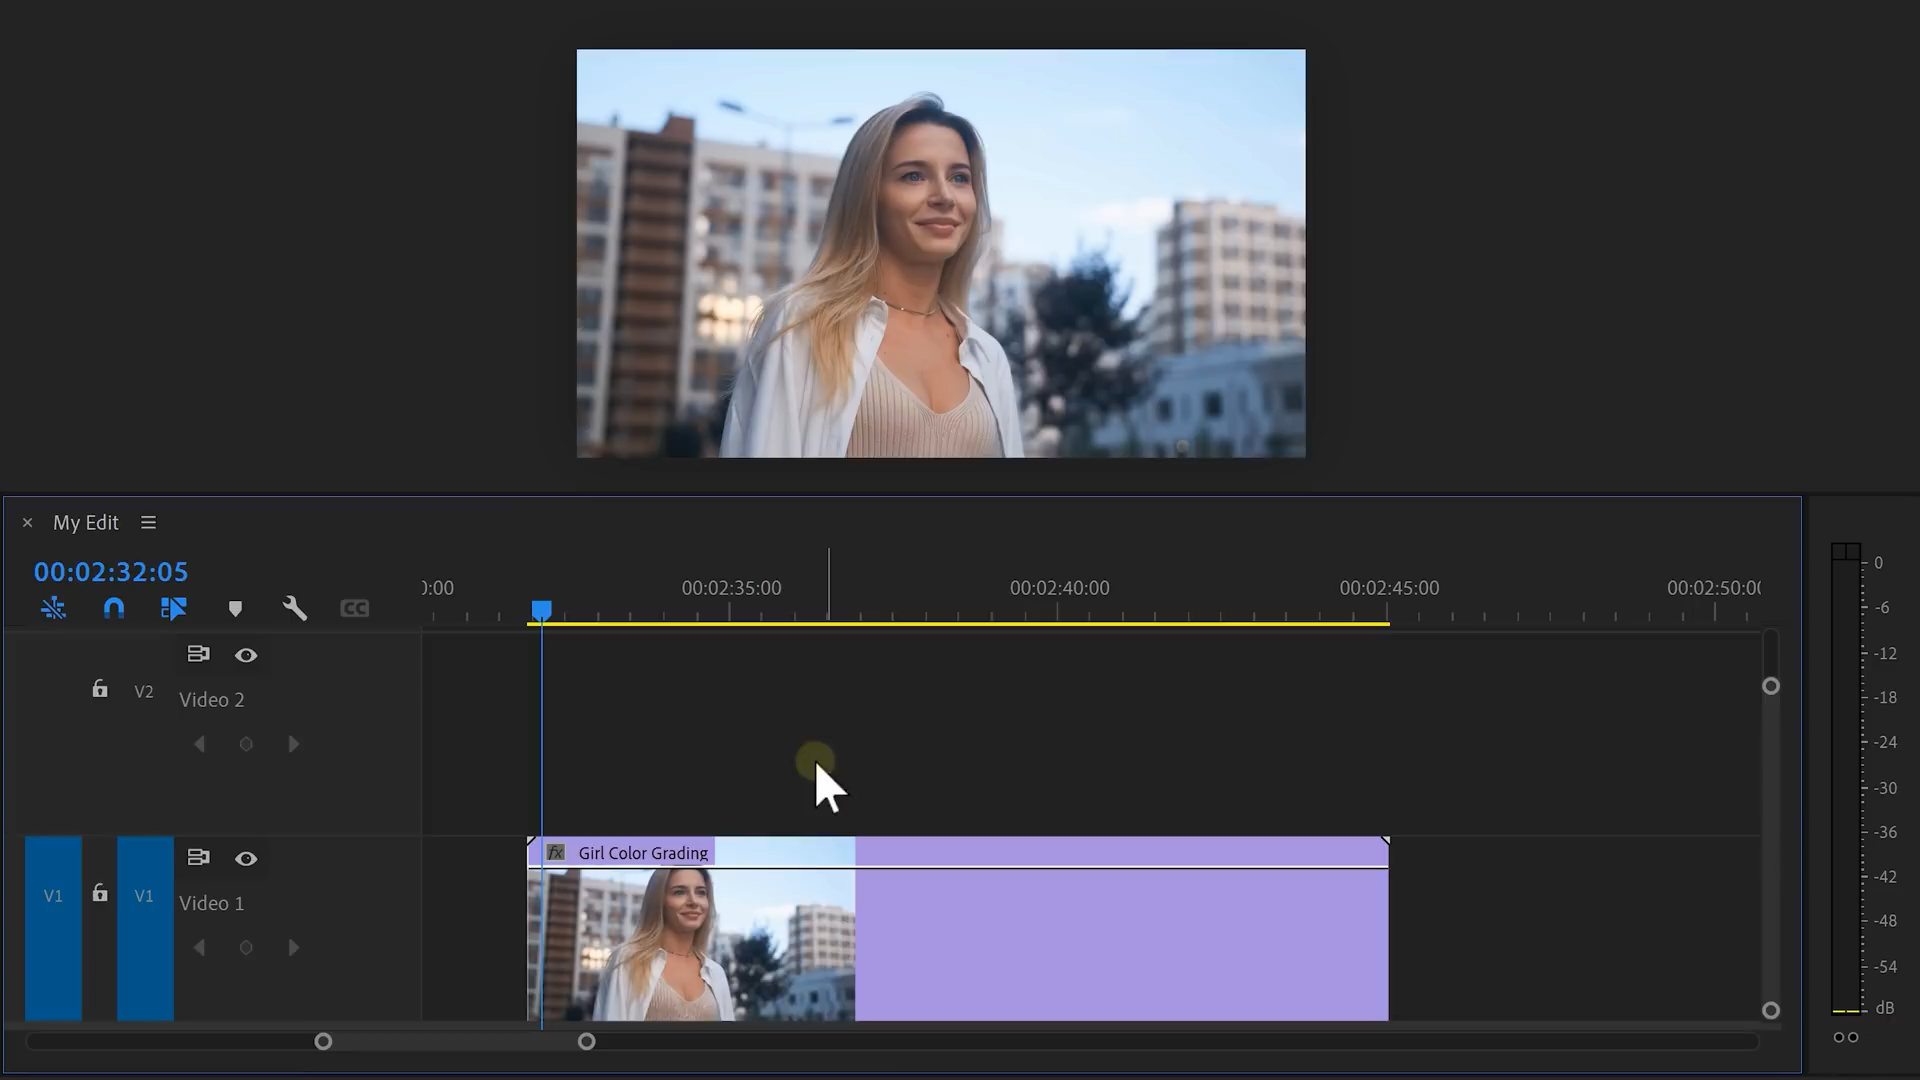 × My Edit
00:02:32:05
):00 00:02:35:00 00:02:40:00 00:02:45:00 00:02:50:0(
CC
V2 Video 2
fx Girl Color Grading
V1 V1 Video 1
0
-6
-12
-18
-24
-30
-36
-42
-48
-54
dB